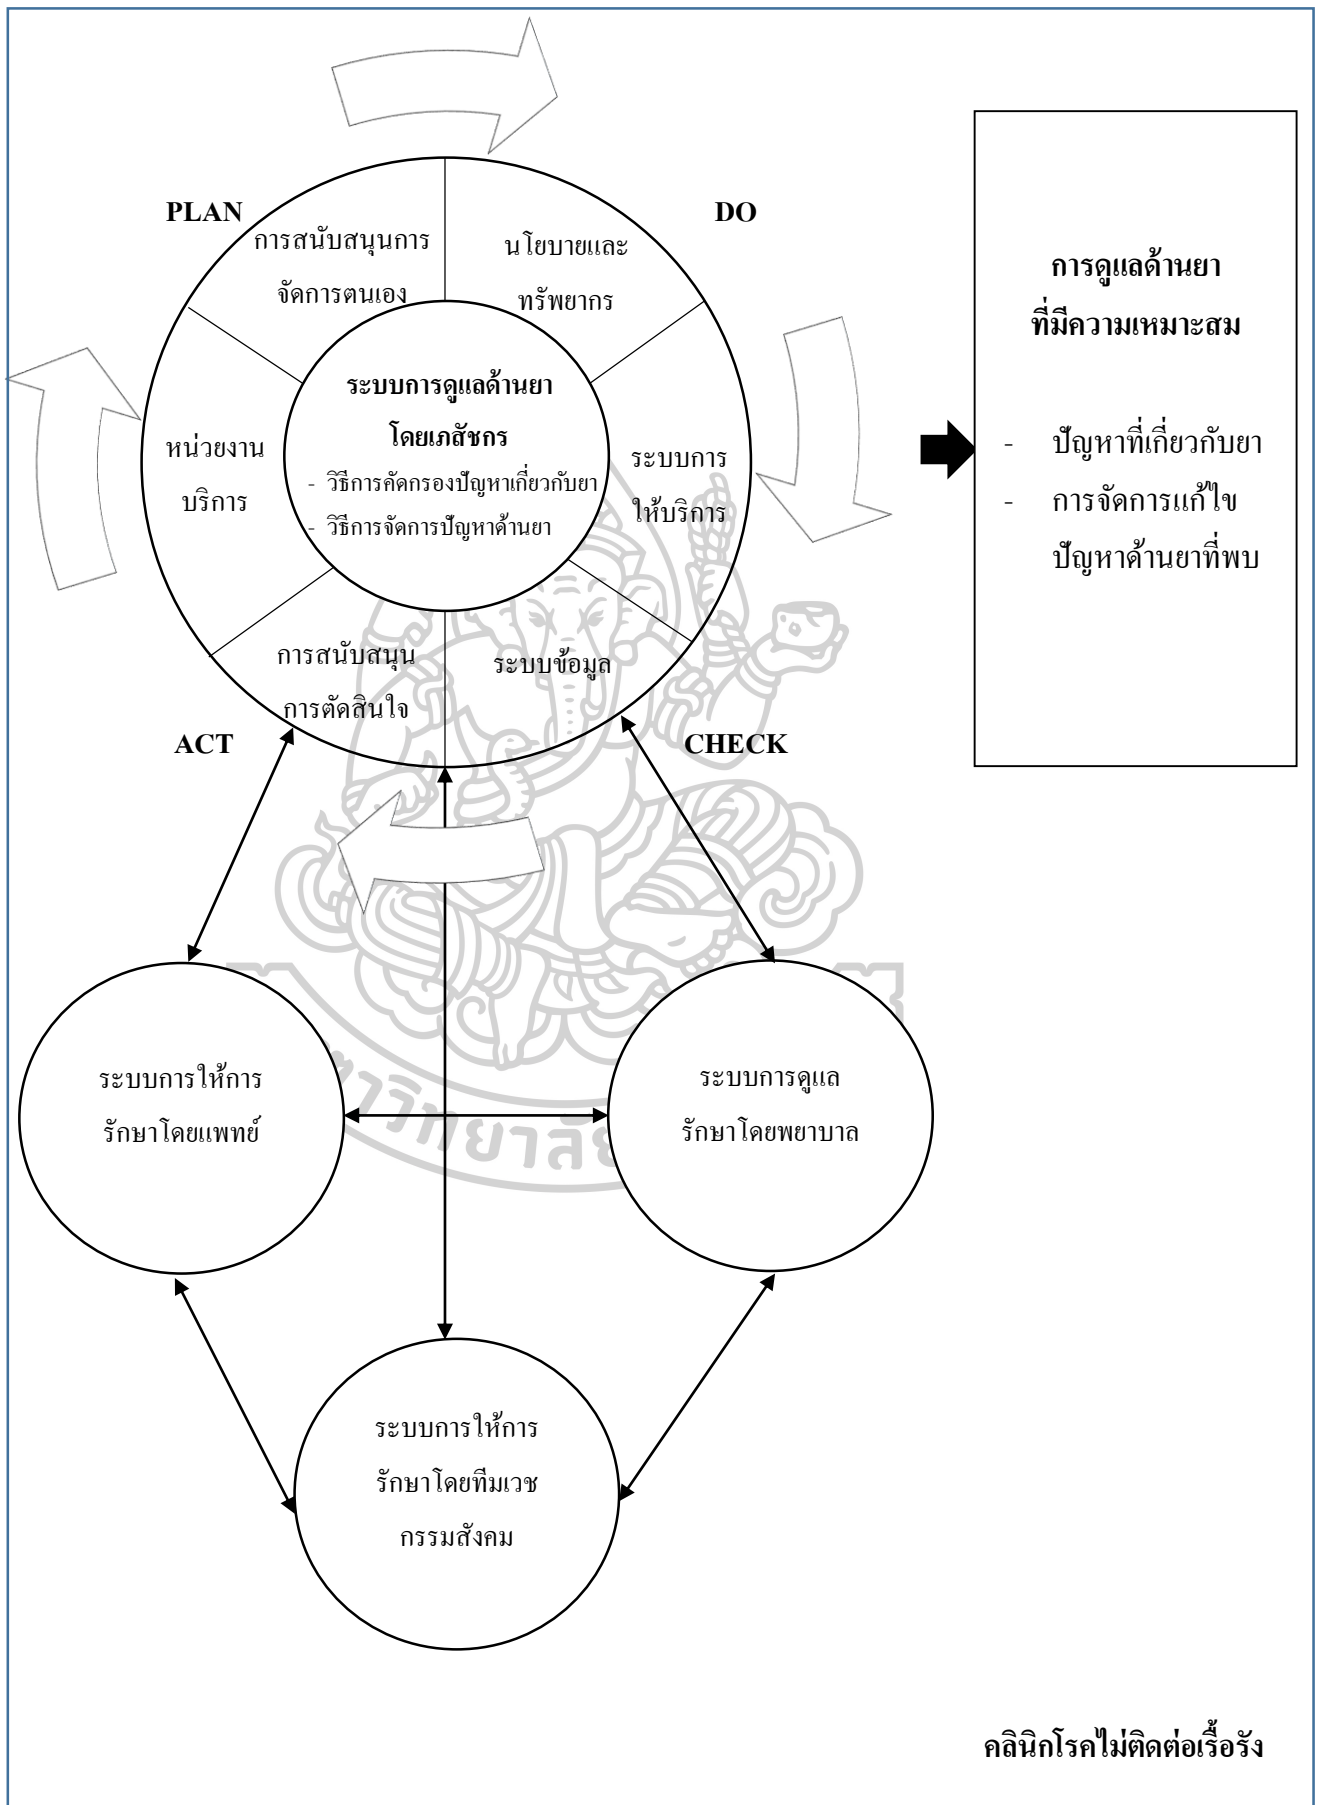 PLAN
DO
การสนับสนุนการ
จัดการตนเอง
นโยบายและ
ทรัพยากร
หน่วยงาน
บริการ
ระบบการดูแลด้านยา
โดยเภสัชกร
- วิธีการคัดกรองปัญหาเกี่ยวกับยา
- วิธีการจัดการปัญหาด้านยา
ระบบการ
ให้บริการ
การสนับสนุน
การตัดสินใจ
ระบบข้อมูล
ACT
CHECK
การดูแลด้านยา
ที่มีความเหมาะสม
- ปัญหาที่เกี่ยวกับยา
- การจัดการแก้ไข
ปัญหาด้านยาที่พบ
ระบบการให้การ
รักษาโดยแพทย์
ระบบการดูแล
รักษาโดยพยาบาล
ระบบการให้การ
รักษาโดยทีมเวช
กรรมสังคม
คลินิกโรคไม่ติดต่อเรื้อรัง